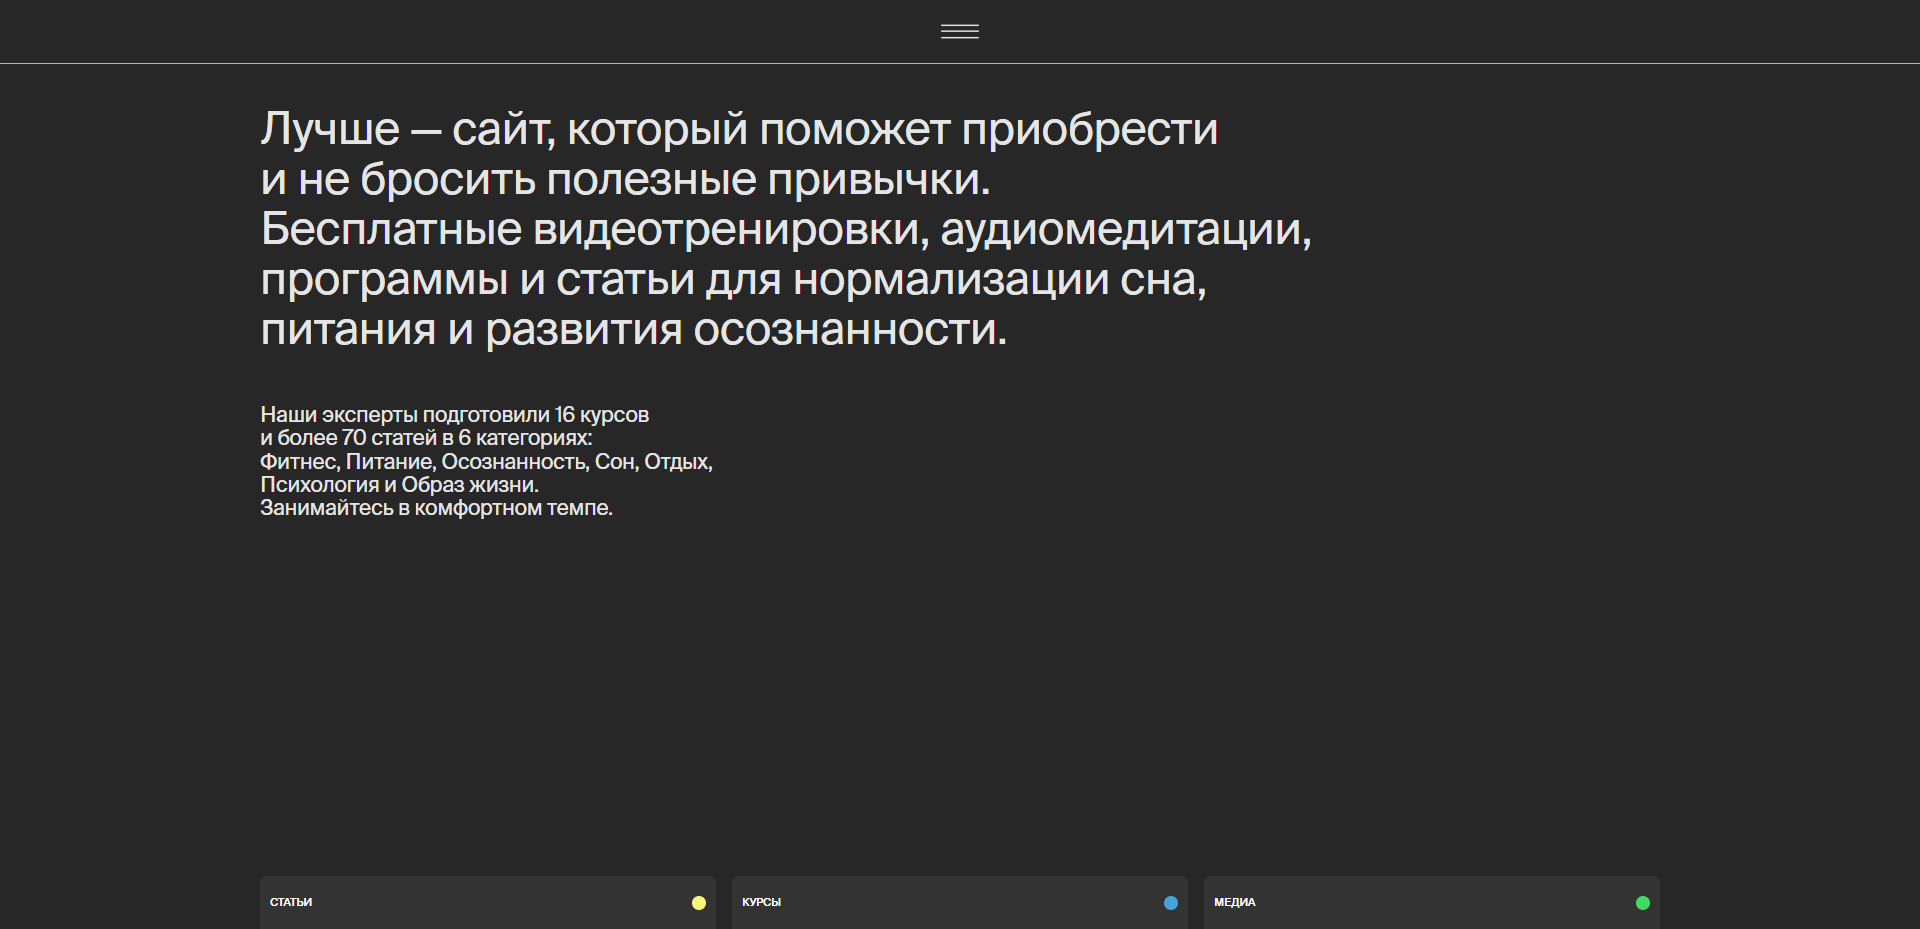 Лучше — сайт, который поможет приобрести
и не бросить полезные привычки.
Бесплатные видеотренировки, аудиомедитации,
программы и статьи для нормализации сна,
питания и развития осознанности.
Наши эксперты подготовили 16 курсов
и более 70 статей в 6 категориях:
Фитнес, Питание, Осознанность, Сон, Отдых,
Психология и Образ жизни.
Занимайтесь в комфортном темпе.
СТАТЬИ
КУРСЫ
МЕДИА